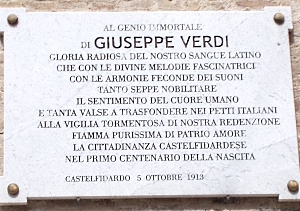 AL GENIO IMMORTALE
DI GIUSEPPE VERDI
GLORIA RADIOSA DEL NOSTRO SANGUE LATINO
CHE CON LE DIVINE MELODIE FASCINATRICI
CON LE ARMONIE FECONDE DEI SUONI
TANTO SEPPE NOBILITARE
IL SENTIMENTO DEL CUORE UMANO
E TANTA VALSE A TRASFONDERE NEI PETTI ITALIANI
ALLA VIGILIA TORMENTOSA DI NOSTRA REDENZIONE
FIAMMA PURISSIMA DI PATRIO AMORE
LA CITTADINANZA CASTELFIDARDESE
NEL PRIMO CENTENARIO DELLA NASCITA
CASTELFIDARDO 5 OTTOBRE 1913